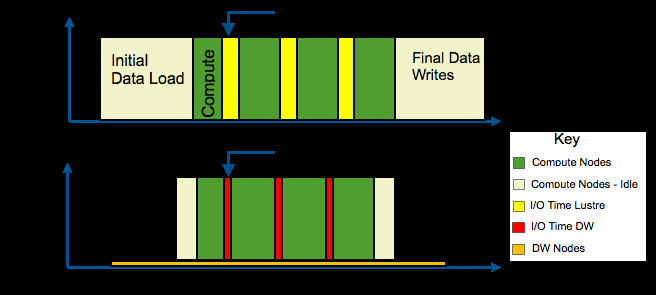 Initial
Data Load
Compute
Final Data
Writes
Key
Compute Nodes
Compute Nodes - Idle
I/O Time Lustre
I/O Time DW
DW Nodes